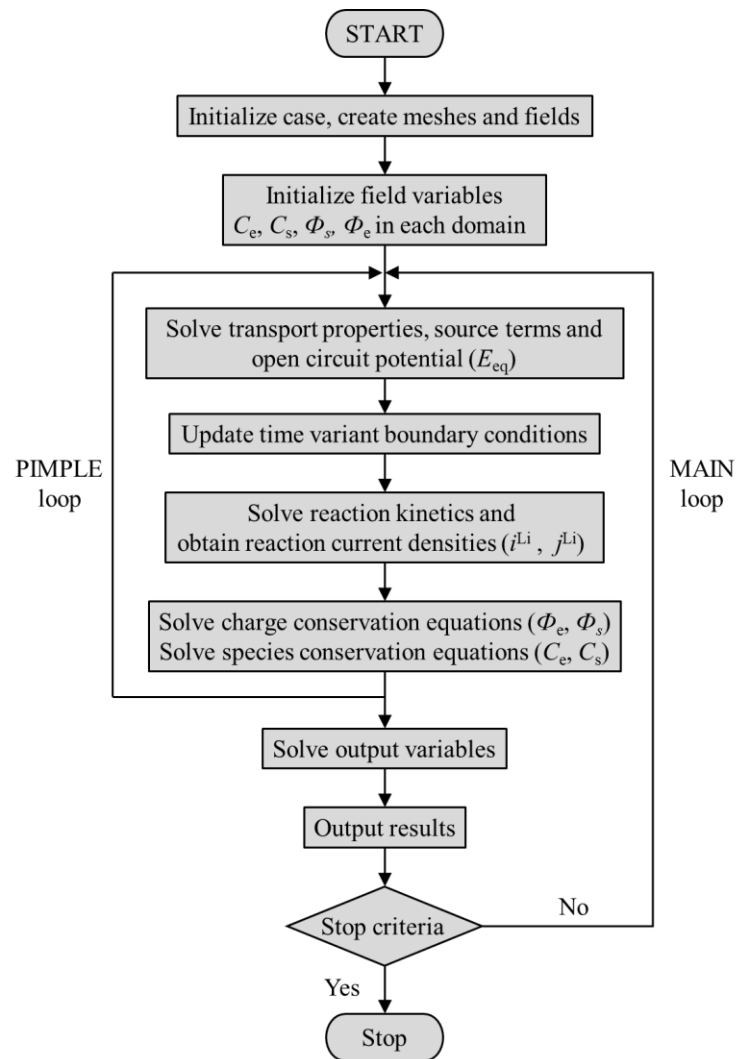 START
Initialize case, create meshes and fields
Initialize field variables
Cₑ, Cₛ, Φₛ, Φₑ in each domain
Solve transport properties, source terms and
open circuit potential (E_eq)
Update time variant boundary conditions
PIMPLE
loop
MAIN
loop
Solve reaction kinetics and
obtain reaction current densities (i^Li , j^Li)
Solve charge conservation equations (Φₑ, Φₛ)
Solve species conservation equations (Cₑ, Cₛ)
Solve output variables
Output results
Stop criteria
No
Yes
Stop